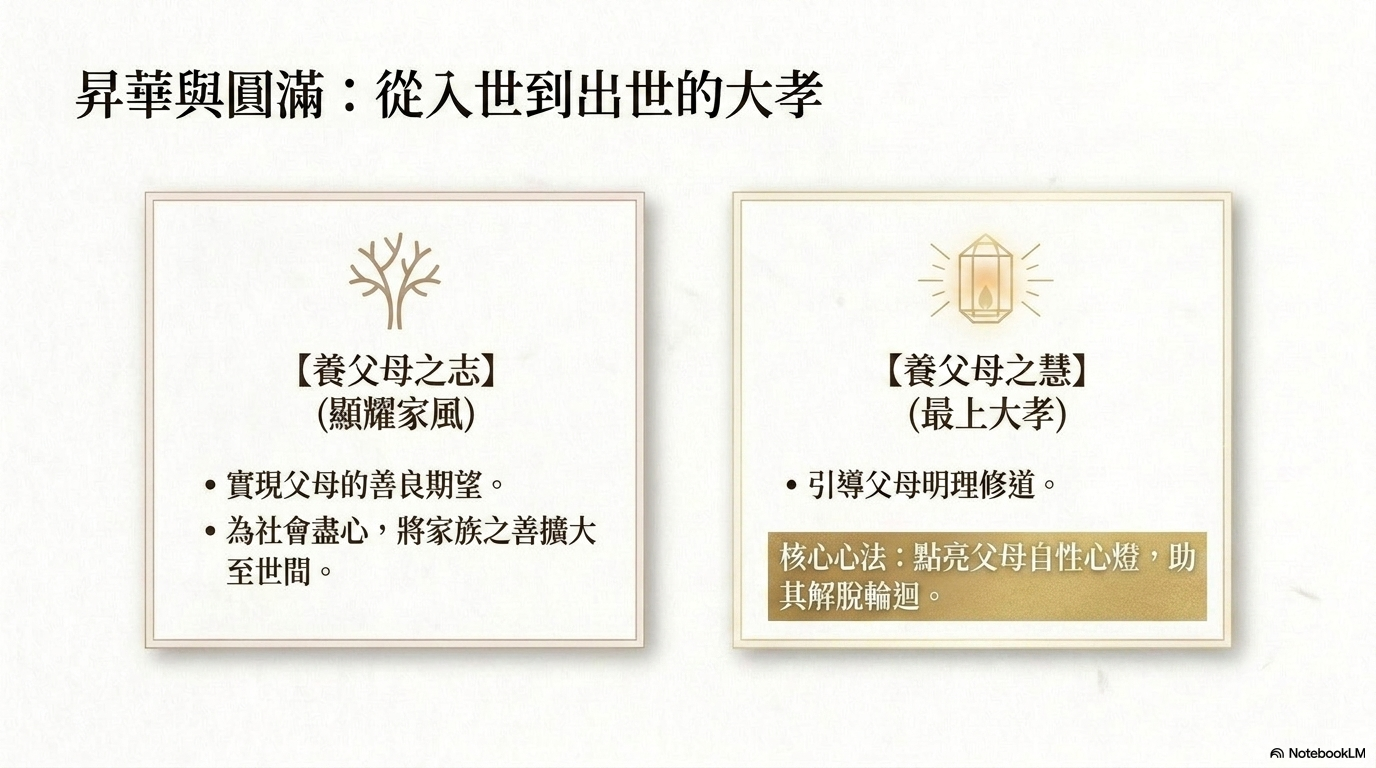 昇華與圓滿：從入世到出世的大孝
【養父母之志】
(顯耀家風)
• 實現父母的善良期望。
• 為社會盡心，將家族之善擴大
至世間。
【養父母之慧】
(最上大孝)
• 引導父母明理修道。
核心心法：點亮父母自性心燈，助
其解脫輪迴。
NotebookLM